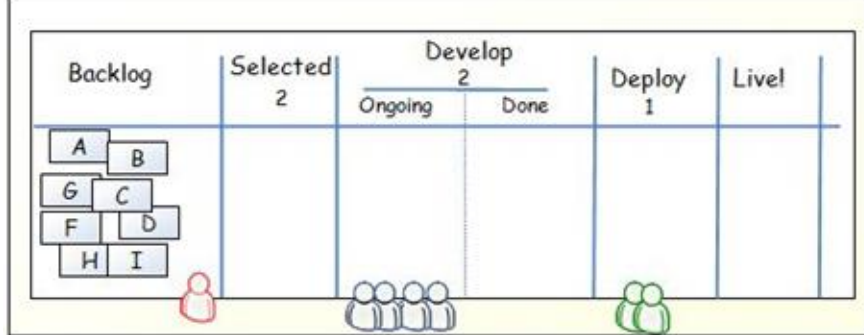 Backlog
Selected
2
Develop
2
Ongoing
Done
Deploy
1
Live!
A
B
G
C
F
D
H
I